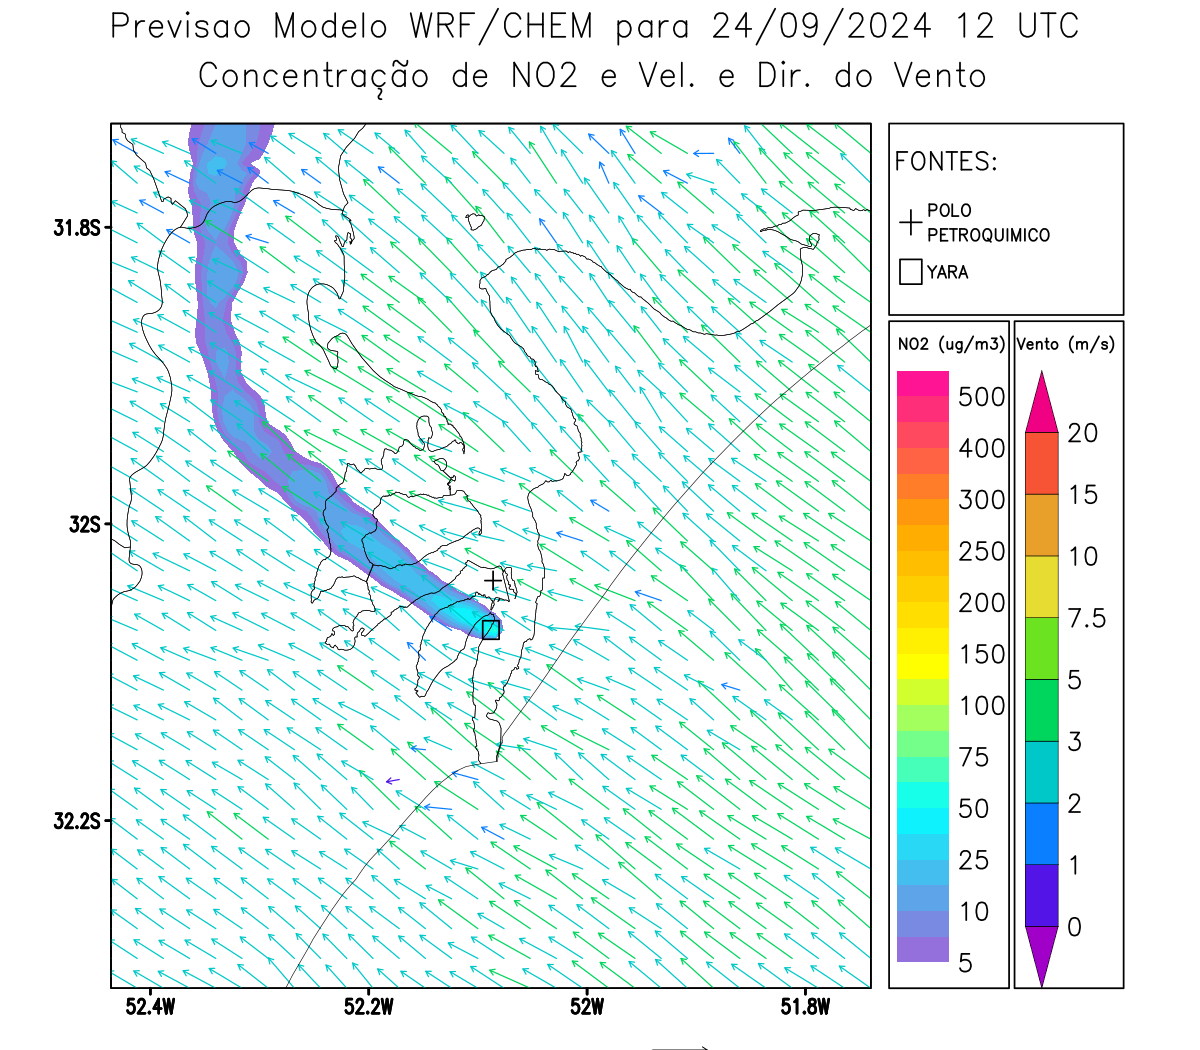 Previsao Modelo WRF/CHEM para 24/09/2024 12 UTC
Concentração de NO2 e Vel. e Dir. do Vento
FONTES:
POLO
PETROQUIMICO
YARA
NO2 (ug/m3)
500
400
300
250
200
150
100
75
50
25
10
5
Vento (m/s)
20
15
10
7.5
5
3
2
1
0
31.8S
32S
32.2S
52.4W
52.2W
52W
51.8W